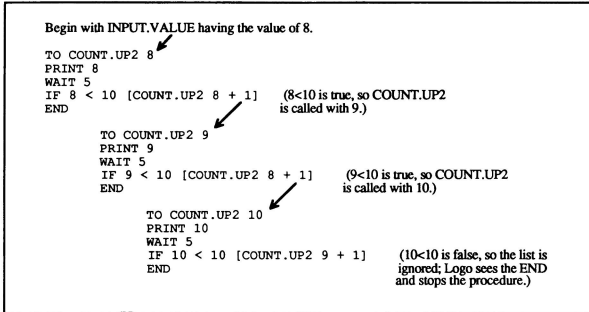 Begin with INPUT.VALUE having the value of 8.
TO COUNT.UP2 8
PRINT 8
WAIT 5
IF 8 < 10 [COUNT.UP2 8 + 1] (8<10 is true, so COUNT.UP2
END is called with 9.)
TO COUNT.UP2 9
PRINT 9
WAIT 5
IF 9 < 10 [COUNT.UP2 8 + 1] (9<10 is true, so COUNT.UP2
END is called with 10.)
TO COUNT.UP2 10
PRINT 10
WAIT 5
IF 10 < 10 [COUNT.UP2 9 + 1] (10<10 is false, so the list is
END ignored; Logo sees the END
and stops the procedure.)